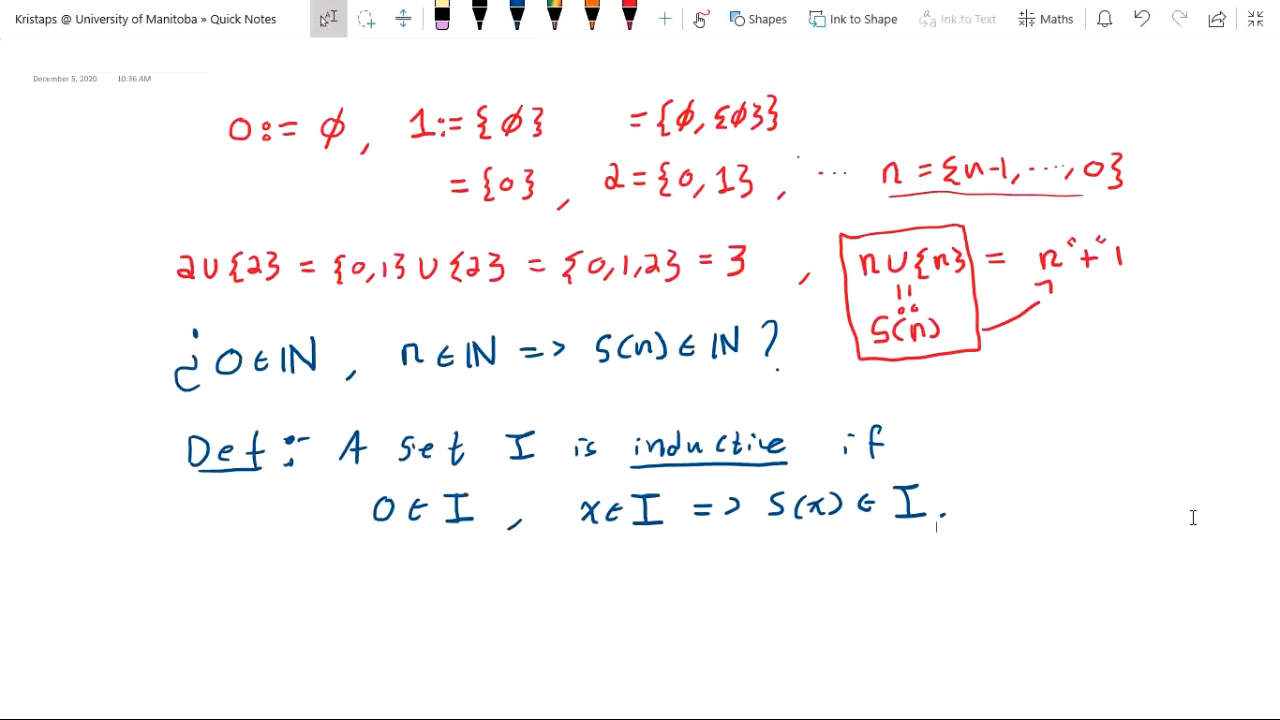 Kristaps @ University of Manitoba » Quick Notes
Shapes Ink to Shape Ink to Text Maths
December 5, 2020 10:36 AM
0 := ϕ, 1 := {ϕ} = {ϕ, {ϕ}}
= {0}, 2 = {0, 1}, ... n = {n-1, ..., 0}
2 ∪ {2} = {0, 1} ∪ {2} = {0, 1, 2} = 3, n ∪ {n} = n "+" 1
=
S(n)
¿ 0 ∈ ℕ, n ∈ ℕ => S(n) ∈ ℕ ?
Def :- A set I is inductive if
0 ∈ I, x ∈ I => S(x) ∈ I.